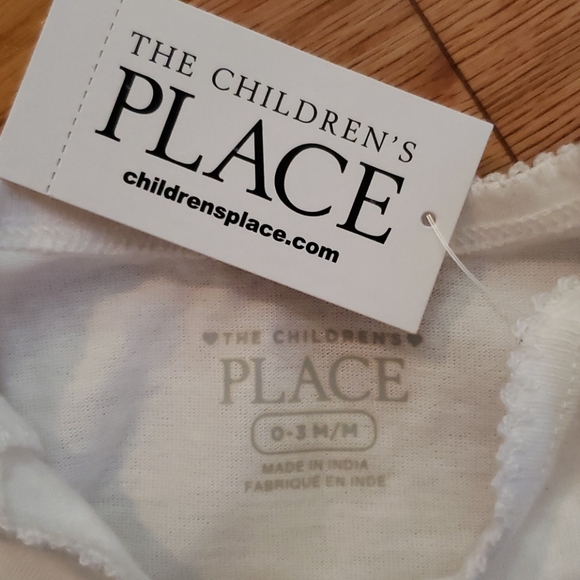 THE CHILDREN'S
PLACE
childrensplace.com
♥THE CHILDREN'S♥
PLACE
0-3 M/M
MADE IN INDIA
FABRIQUÉ EN INDE